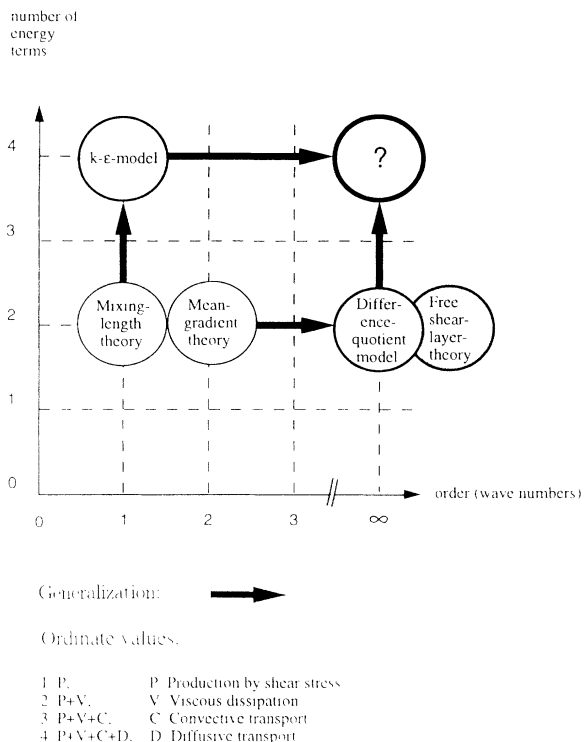 number of
energy
terms
4
k-ε-model
?
3
2
Mixing-
length
theory
Mean-
gradient
theory
Differ-
ence-
quotient
model
Free
shear-
layer-
theory
1
0
order (wave numbers)
0 1 2 3 ∞
Generalization:
Ordinate values.
1 P, P Production by shear stress
2 P+V, V Viscous dissipation
3 P+V+C, C Convective transport
4 P+V+C+D, D Diffusive transport